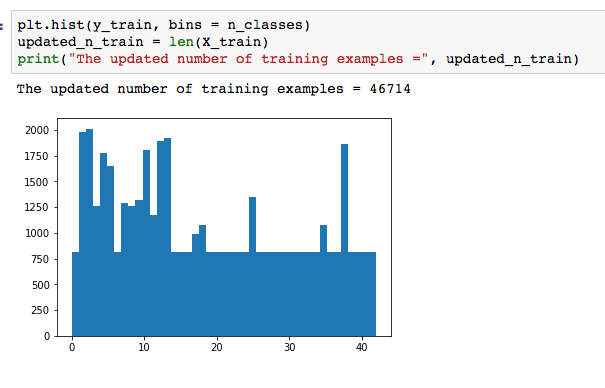 plt.hist(y_train, bins = n_classes)
updated_n_train = len(X_train)
print("The updated number of training examples =", updated_n_train)
The updated number of training examples = 46714
2000
1750
1500
1250
1000
750
500
250
0
0 10 20 30 40